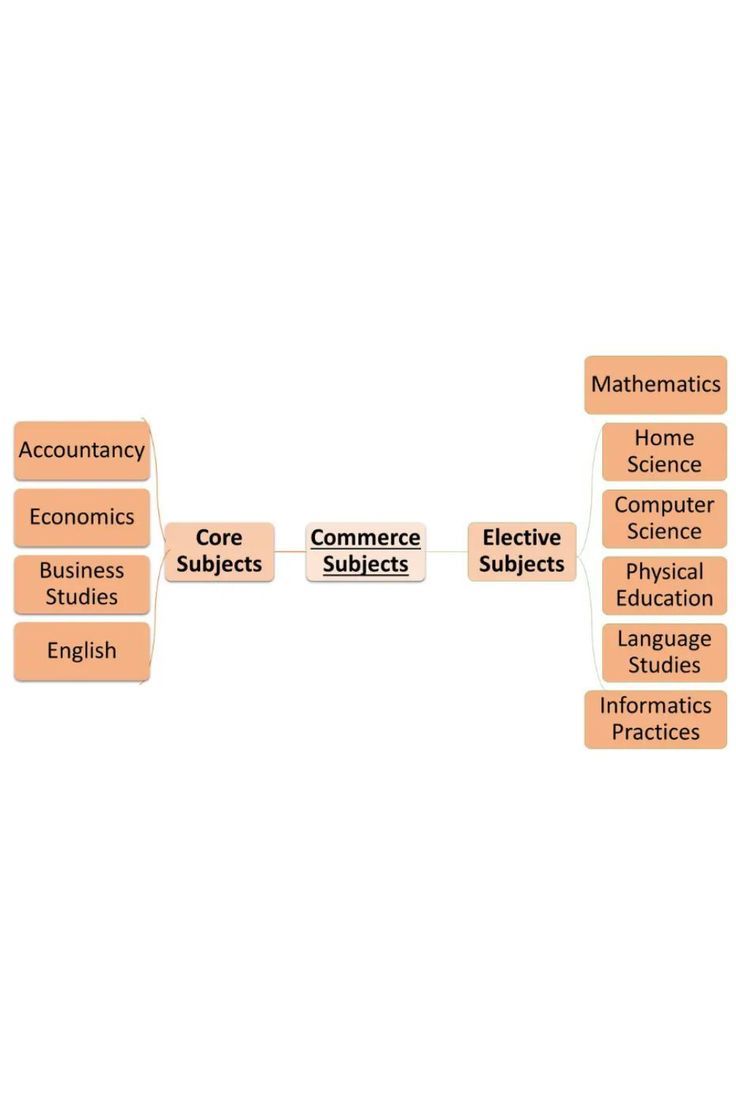 Accountancy
Economics
Business
Studies
English
Core
Subjects
Commerce
Subjects
Elective
Subjects
Mathematics
Home
Science
Computer
Science
Physical
Education
Language
Studies
Informatics
Practices